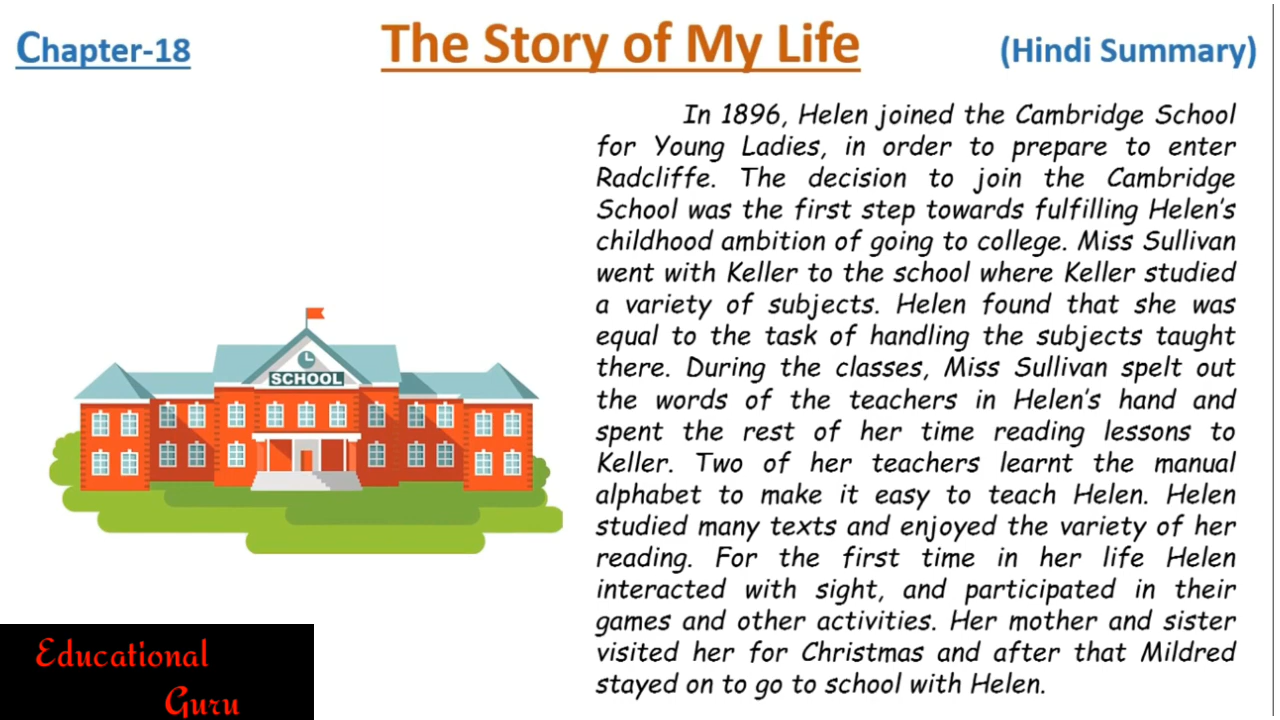 Chapter-18
The Story of My Life
(Hindi Summary)
In 1896, Helen joined the Cambridge School
for Young Ladies, in order to prepare to enter
Radcliffe. The decision to join the Cambridge
School was the first step towards fulfilling Helen's
childhood ambition of going to college. Miss Sullivan
went with Keller to the school where Keller studied
a variety of subjects. Helen found that she was
equal to the task of handling the subjects taught
there. During the classes, Miss Sullivan spelt out
the words of the teachers in Helen's hand and
spent the rest of her time reading lessons to
Keller. Two of her teachers learnt the manual
alphabet to make it easy to teach Helen. Helen
studied many texts and enjoyed the variety of her
reading. For the first time in her life Helen
interacted with sight, and participated in their
games and other activities. Her mother and sister
visited her for Christmas and after that Mildred
stayed on to go to school with Helen.
SCHOOL
Educational
Guru